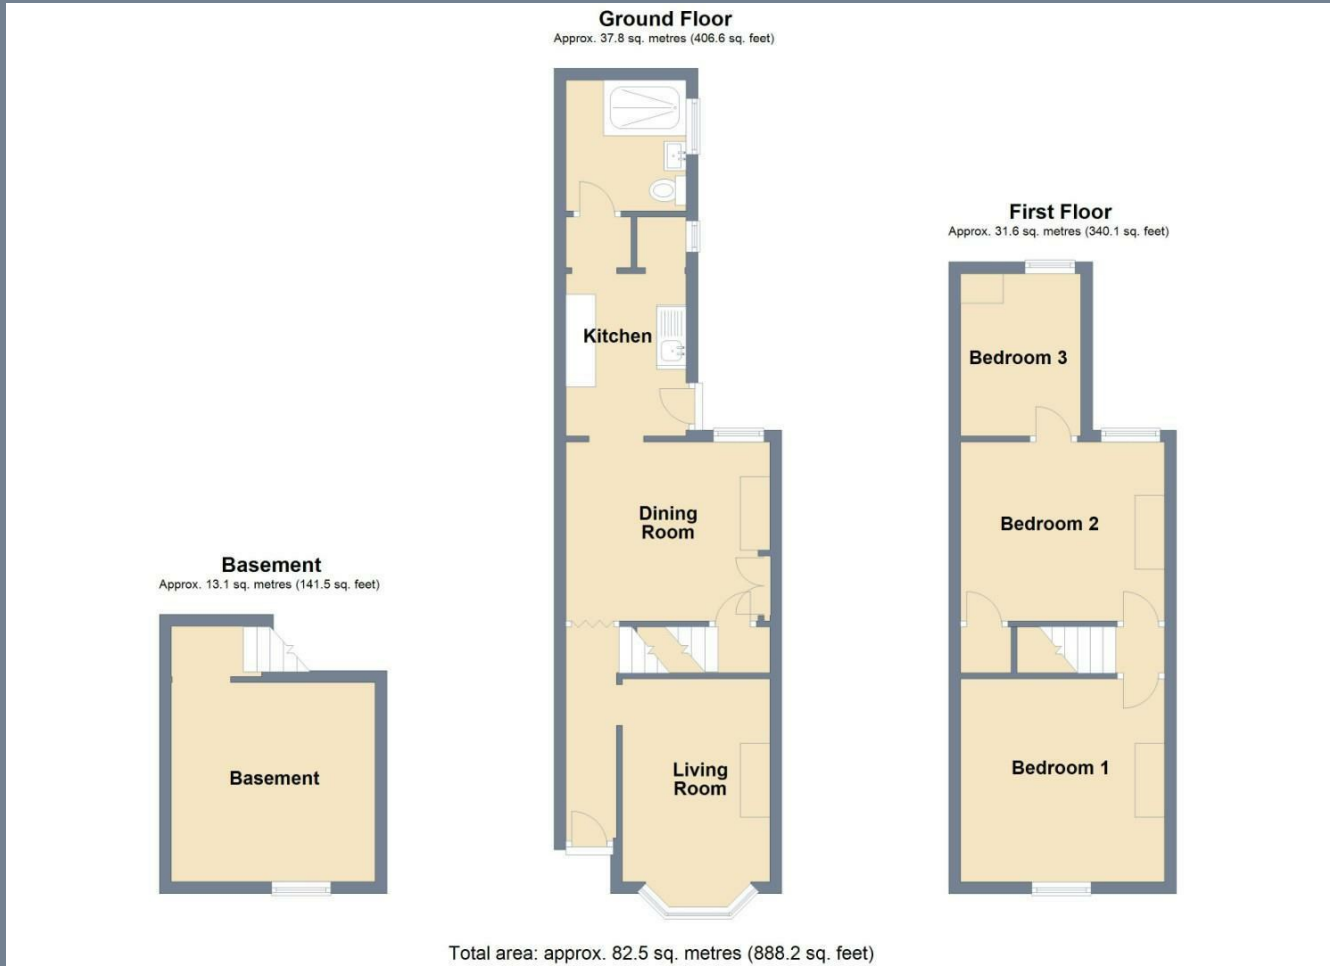 Ground Floor
Approx. 37.8 sq. metres (406.6 sq. feet)
Kitchen
Dining
Room
Living
Room
First Floor
Approx. 31.6 sq. metres (340.1 sq. feet)
Bedroom 3
Bedroom 2
Bedroom 1
Basement
Approx. 13.1 sq. metres (141.5 sq. feet)
Basement
Total area: approx. 82.5 sq. metres (888.2 sq. feet)